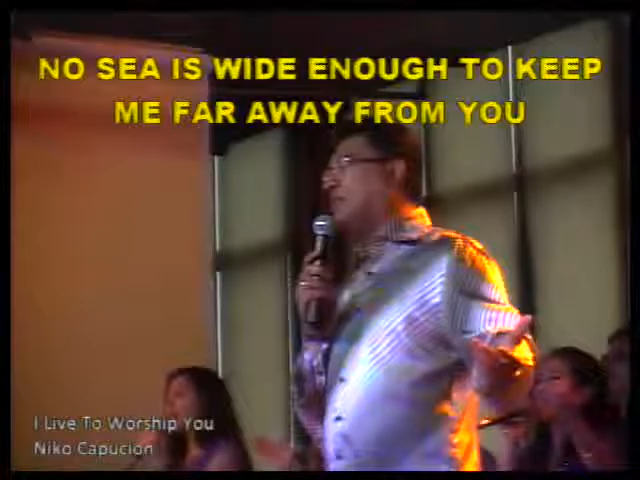 NO SEA IS WIDE ENOUGH TO KEEP
ME FAR AWAY FROM YOU
I Live To Worship You
Niko Capucion